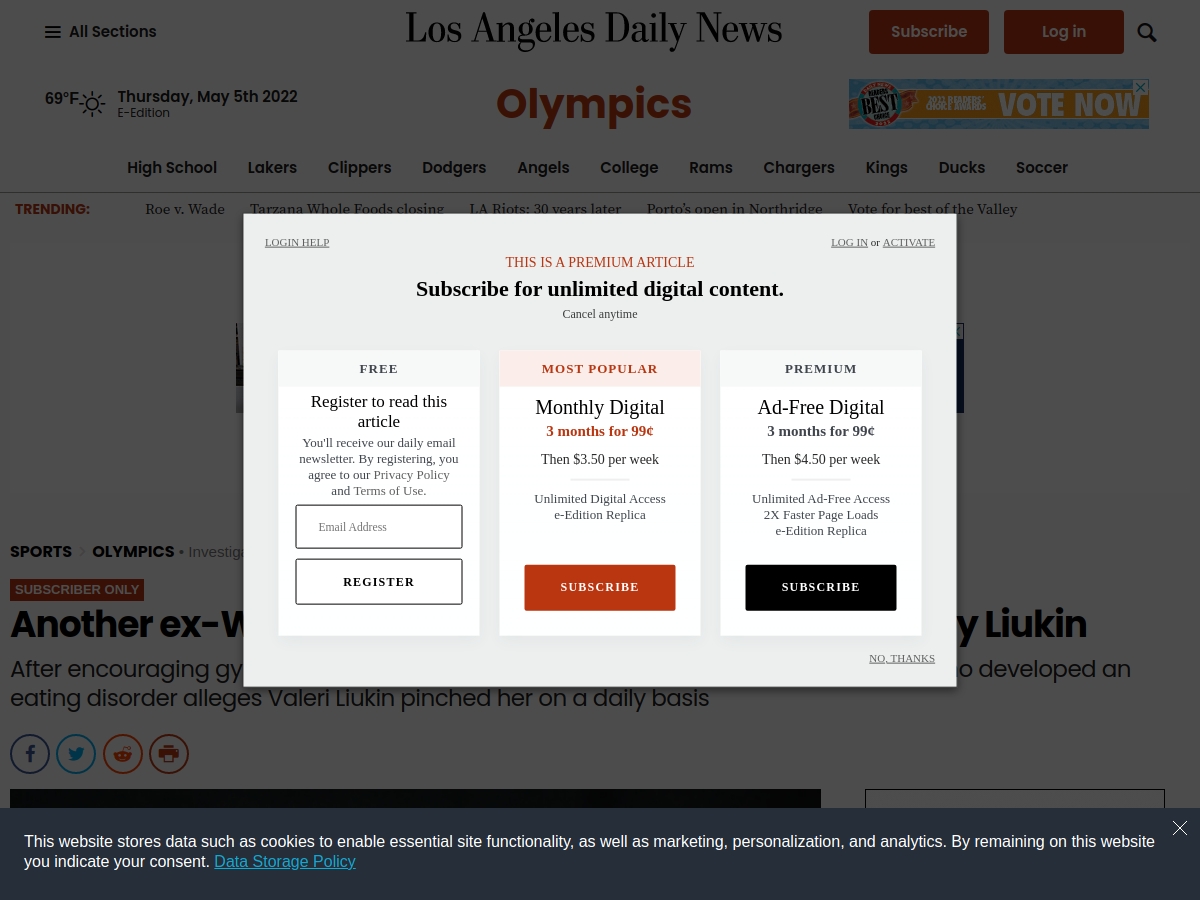 All Sections
Los Angeles Daily News
Subscribe
Log in
69°F
Thursday, May 5th 2022
E-Edition
Olympics
READERS BEST CHOICE 2022
2022 READERS' CHOICE AWARDS
VOTE NOW
High School Lakers Clippers Dodgers Angels College Rams Chargers Kings Ducks Soccer
TRENDING: Roe v. Wade Tarzana Whole Foods closing LA Riots: 30 years later Porto's open in Northridge Vote for best of the Valley
LOGIN HELP
LOG IN or ACTIVATE
THIS IS A PREMIUM ARTICLE
Subscribe for unlimited digital content.
Cancel anytime
FREE
Register to read this
article
You'll receive our daily email
newsletter. By registering, you
agree to our Privacy Policy
and Terms of Use.
Email Address
REGISTER
MOST POPULAR
Monthly Digital
3 months for 99¢
Then $3.50 per week
Unlimited Digital Access
e-Edition Replica
SUBSCRIBE
PREMIUM
Ad-Free Digital
3 months for 99¢
Then $4.50 per week
Unlimited Ad-Free Access
2X Faster Page Loads
e-Edition Replica
SUBSCRIBE
NO, THANKS
SPORTS OLYMPICS • Investiga
SUBSCRIBER ONLY
Another ex-W y Liukin
After encouraging gy o developed an
eating disorder alleges Valeri Liukin pinched her on a daily basis
This website stores data such as cookies to enable essential site functionality, as well as marketing, personalization, and analytics. By remaining on this website
you indicate your consent. Data Storage Policy